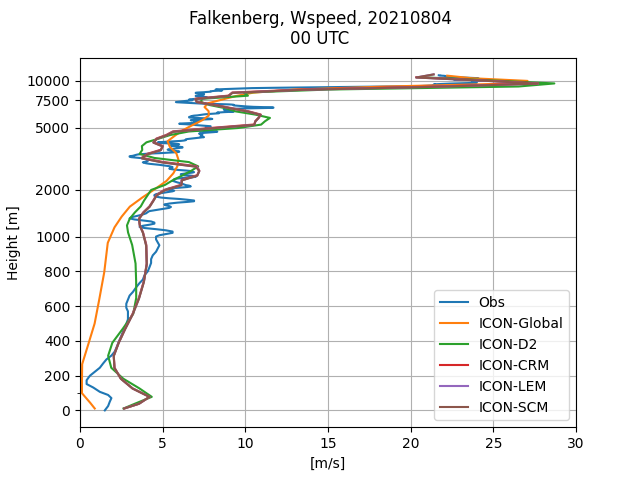 Falkenberg, Wspeed, 20210804
00 UTC
10000
7500
5000
2000
1000
800
600
400
200
0
Height [m]
0 5 10 15 20 25 30
[m/s]
Obs
ICON-Global
ICON-D2
ICON-CRM
ICON-LEM
ICON-SCM